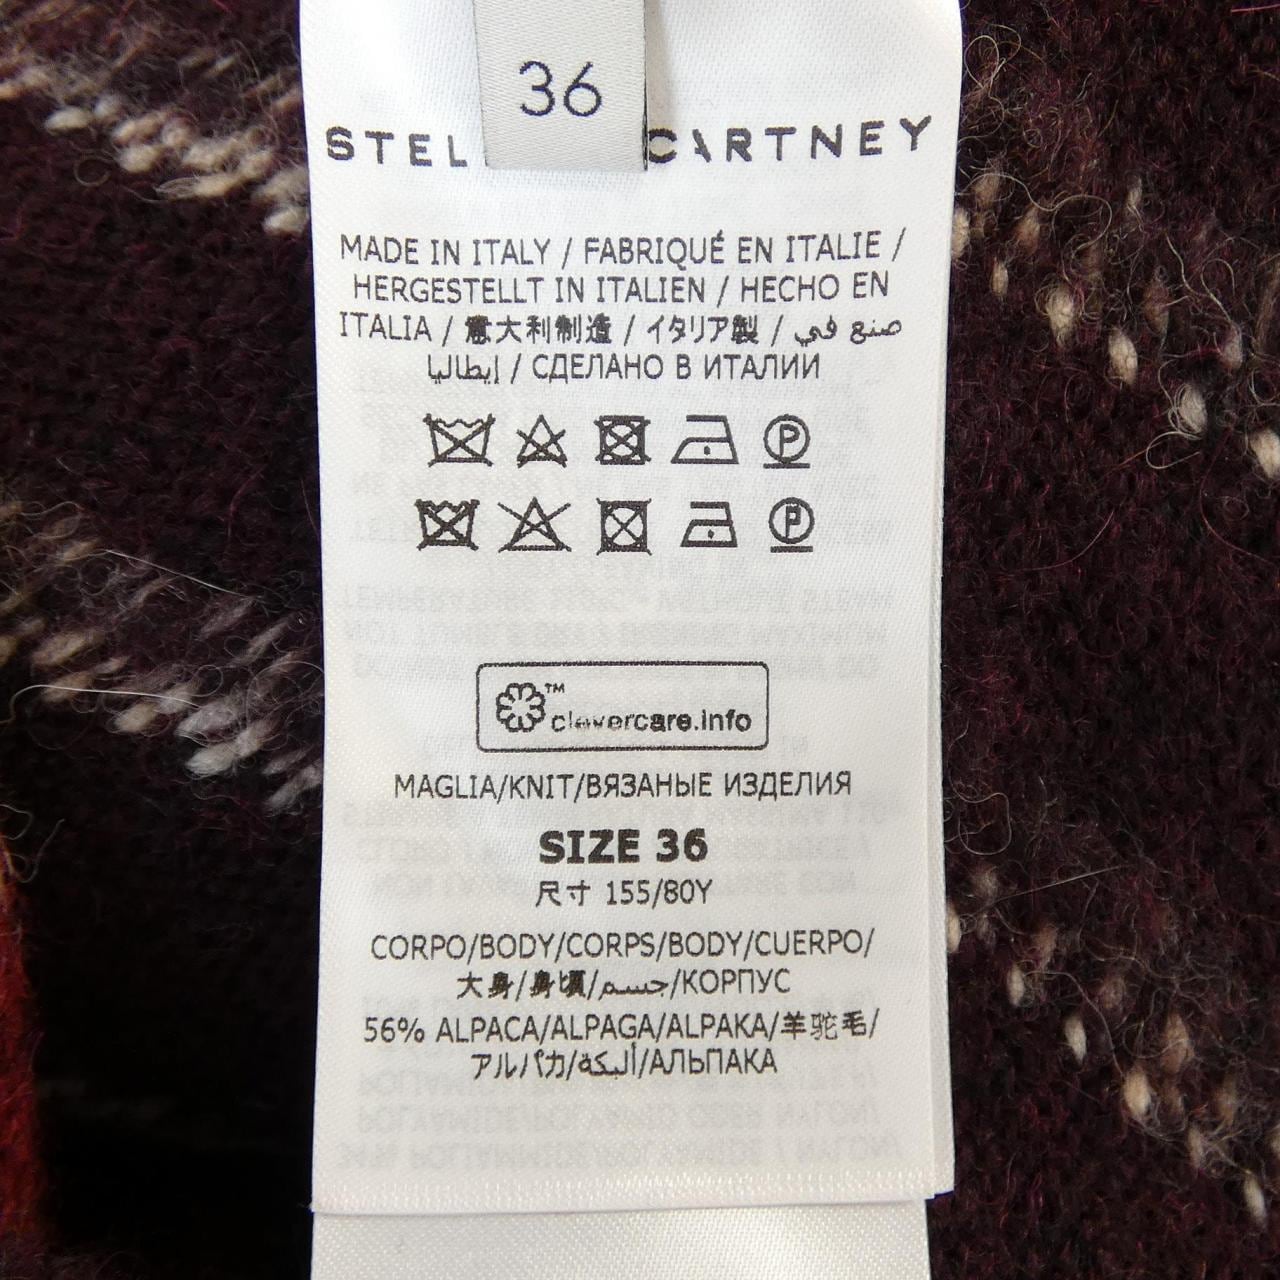 36
STEL CARTNEY
MADE IN ITALY / FABRIQUÉ EN ITALIE /
HERGESTELLT IN ITALIEN / HECHO EN
ITALIA / 意大利制造 / イタリア製 / صنع في
إيطاليا / СДЕЛАНО В ИТАЛИИ
P
P
™
clevercare.info
MAGLIA/KNIT/ВЯЗАНЫЕ ИЗДЕЛИЯ
SIZE 36
尺寸 155/80Y
CORPO/BODY/CORPS/BODY/CUERPO/
大身/身頃/جسم/КОРПУС
56% ALPACA/ALPAGA/ALPAKA/羊驼毛/
アルパカ/ألبكة/АЛЬПАКА